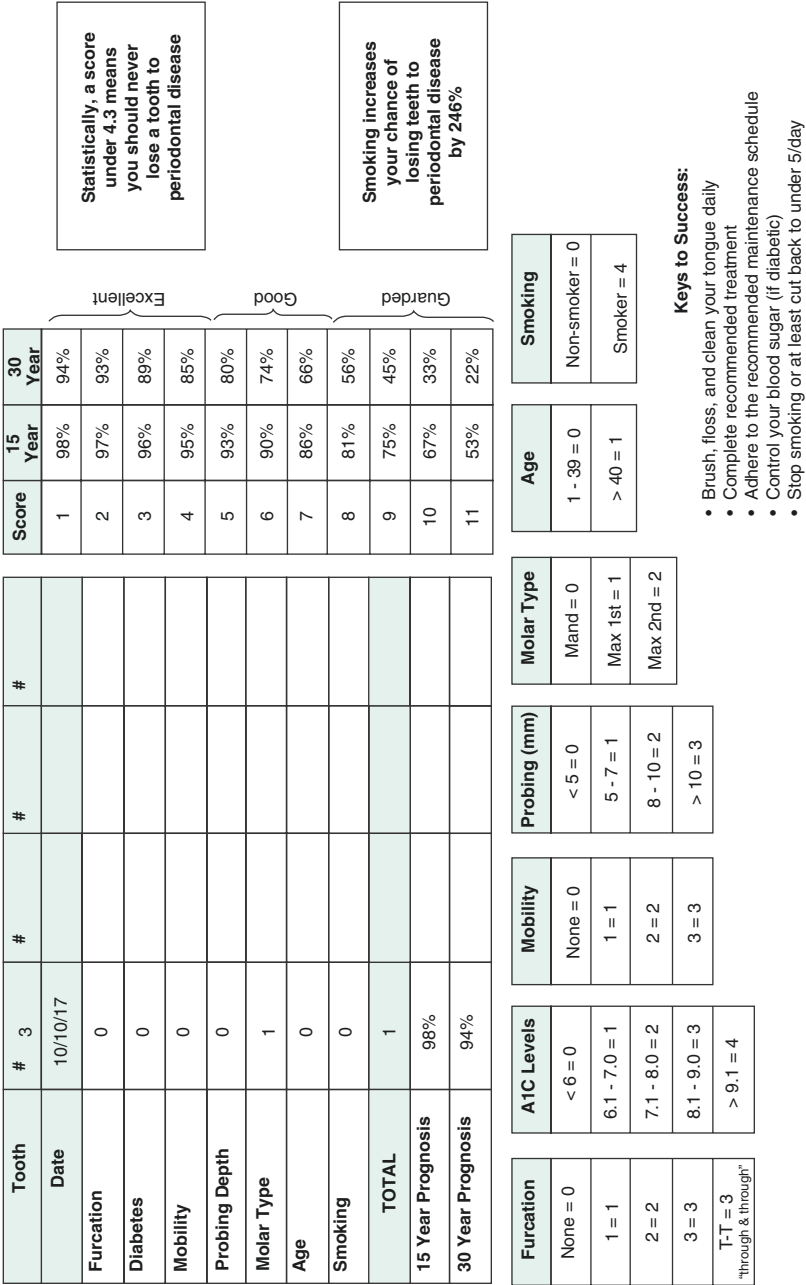 Tooth # 3 # # #
Date 10/10/17
Furcation 0
Diabetes 0
Mobility 0
Probing Depth 0
Molar Type 1
Age 0
Smoking 0
TOTAL 1
15 Year Prognosis 98%
30 Year Prognosis 94%
Score 15 Year 30 Year
1 98% 94%
2 97% 93%
3 96% 89%
4 95% 85%
5 93% 80%
6 90% 74%
7 86% 66%
8 81% 56%
9 75% 45%
10 67% 33%
11 53% 22%
Excellent
Good
Guarded
Statistically, a score
under 4.3 means
you should never
lose a tooth to
periodontal disease
Smoking increases
your chance of
losing teeth to
periodontal disease
by 246%
Furcation
None = 0
1 = 1
2 = 2
3 = 3
T-T = 3
"through & through"
A1C Levels
< 6 = 0
6.1 - 7.0 = 1
7.1 - 8.0 = 2
8.1 - 9.0 = 3
> 9.1 = 4
Mobility
None = 0
1 = 1
2 = 2
3 = 3
Probing (mm)
< 5 = 0
5 - 7 = 1
8 - 10 = 2
> 10 = 3
Molar Type
Mand = 0
Max 1st = 1
Max 2nd = 2
Age
1 - 39 = 0
> 40 = 1
Smoking
Non-smoker = 0
Smoker = 4
Keys to Success:
• Brush, floss, and clean your tongue daily
• Complete recommended treatment
• Adhere to the recommended maintenance schedule
• Control your blood sugar (if diabetic)
• Stop smoking or at least cut back to under 5/day